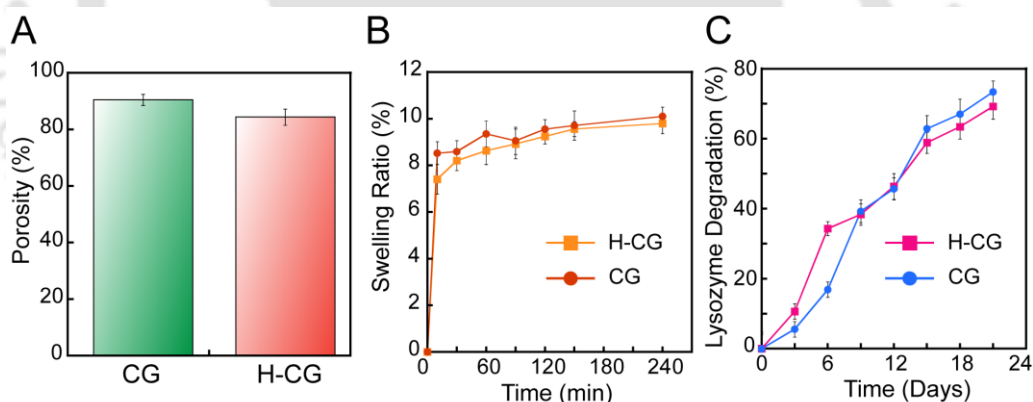 A
Porosity (%)
100
80
60
40
20
0
CG
H-CG
B
Swelling Ratio (%)
12
10
8
6
4
2
0
H-CG
CG
0 60 120 180 240
Time (min)
C
Lysozyme Degradation (%)
80
60
40
20
0
H-CG
CG
0 6 12 18 24
Time (Days)